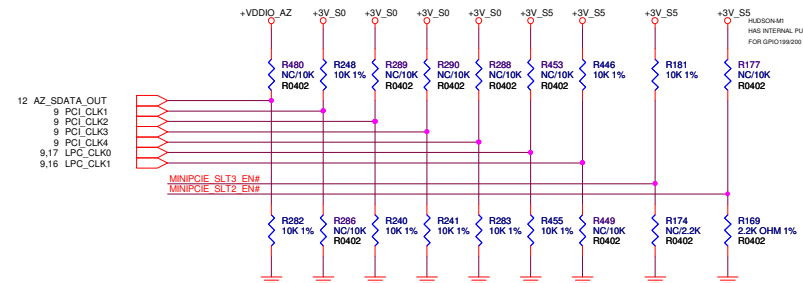 +VDDIO_AZ +3V_S0 +3V_S0 +3V_S0 +3V_S0 +3V_S5 +3V_S5 +3V_S5 +3V_S5
HUDSON-M1
HAS INTERNAL PU
FOR GPIO199/200
R480 R248 R289 R290 R288 R453 R446 R181 R177
NC/10K 10K 1% NC/10K NC/10K NC/10K NC/10K 10K 1% 10K 1% NC/10K
R0402 R0402 R0402 R0402 R0402 R0402
12 AZ_SDATA_OUT
9 PCI_CLK1
9 PCI_CLK2
9 PCI_CLK3
9 PCI_CLK4
9,17 LPC_CLK0
9,16 LPC_CLK1
MINIPCIE_SLT3_EN#
MINIPCIE_SLT2_EN#
R282 R286 R240 R241 R283 R455 R449 R174 R169
10K 1% NC/10K 10K 1% 10K 1% 10K 1% 10K 1% NC/10K NC/2.2K 2.2K OHM 1%
R0402 R0402 R0402 R0402